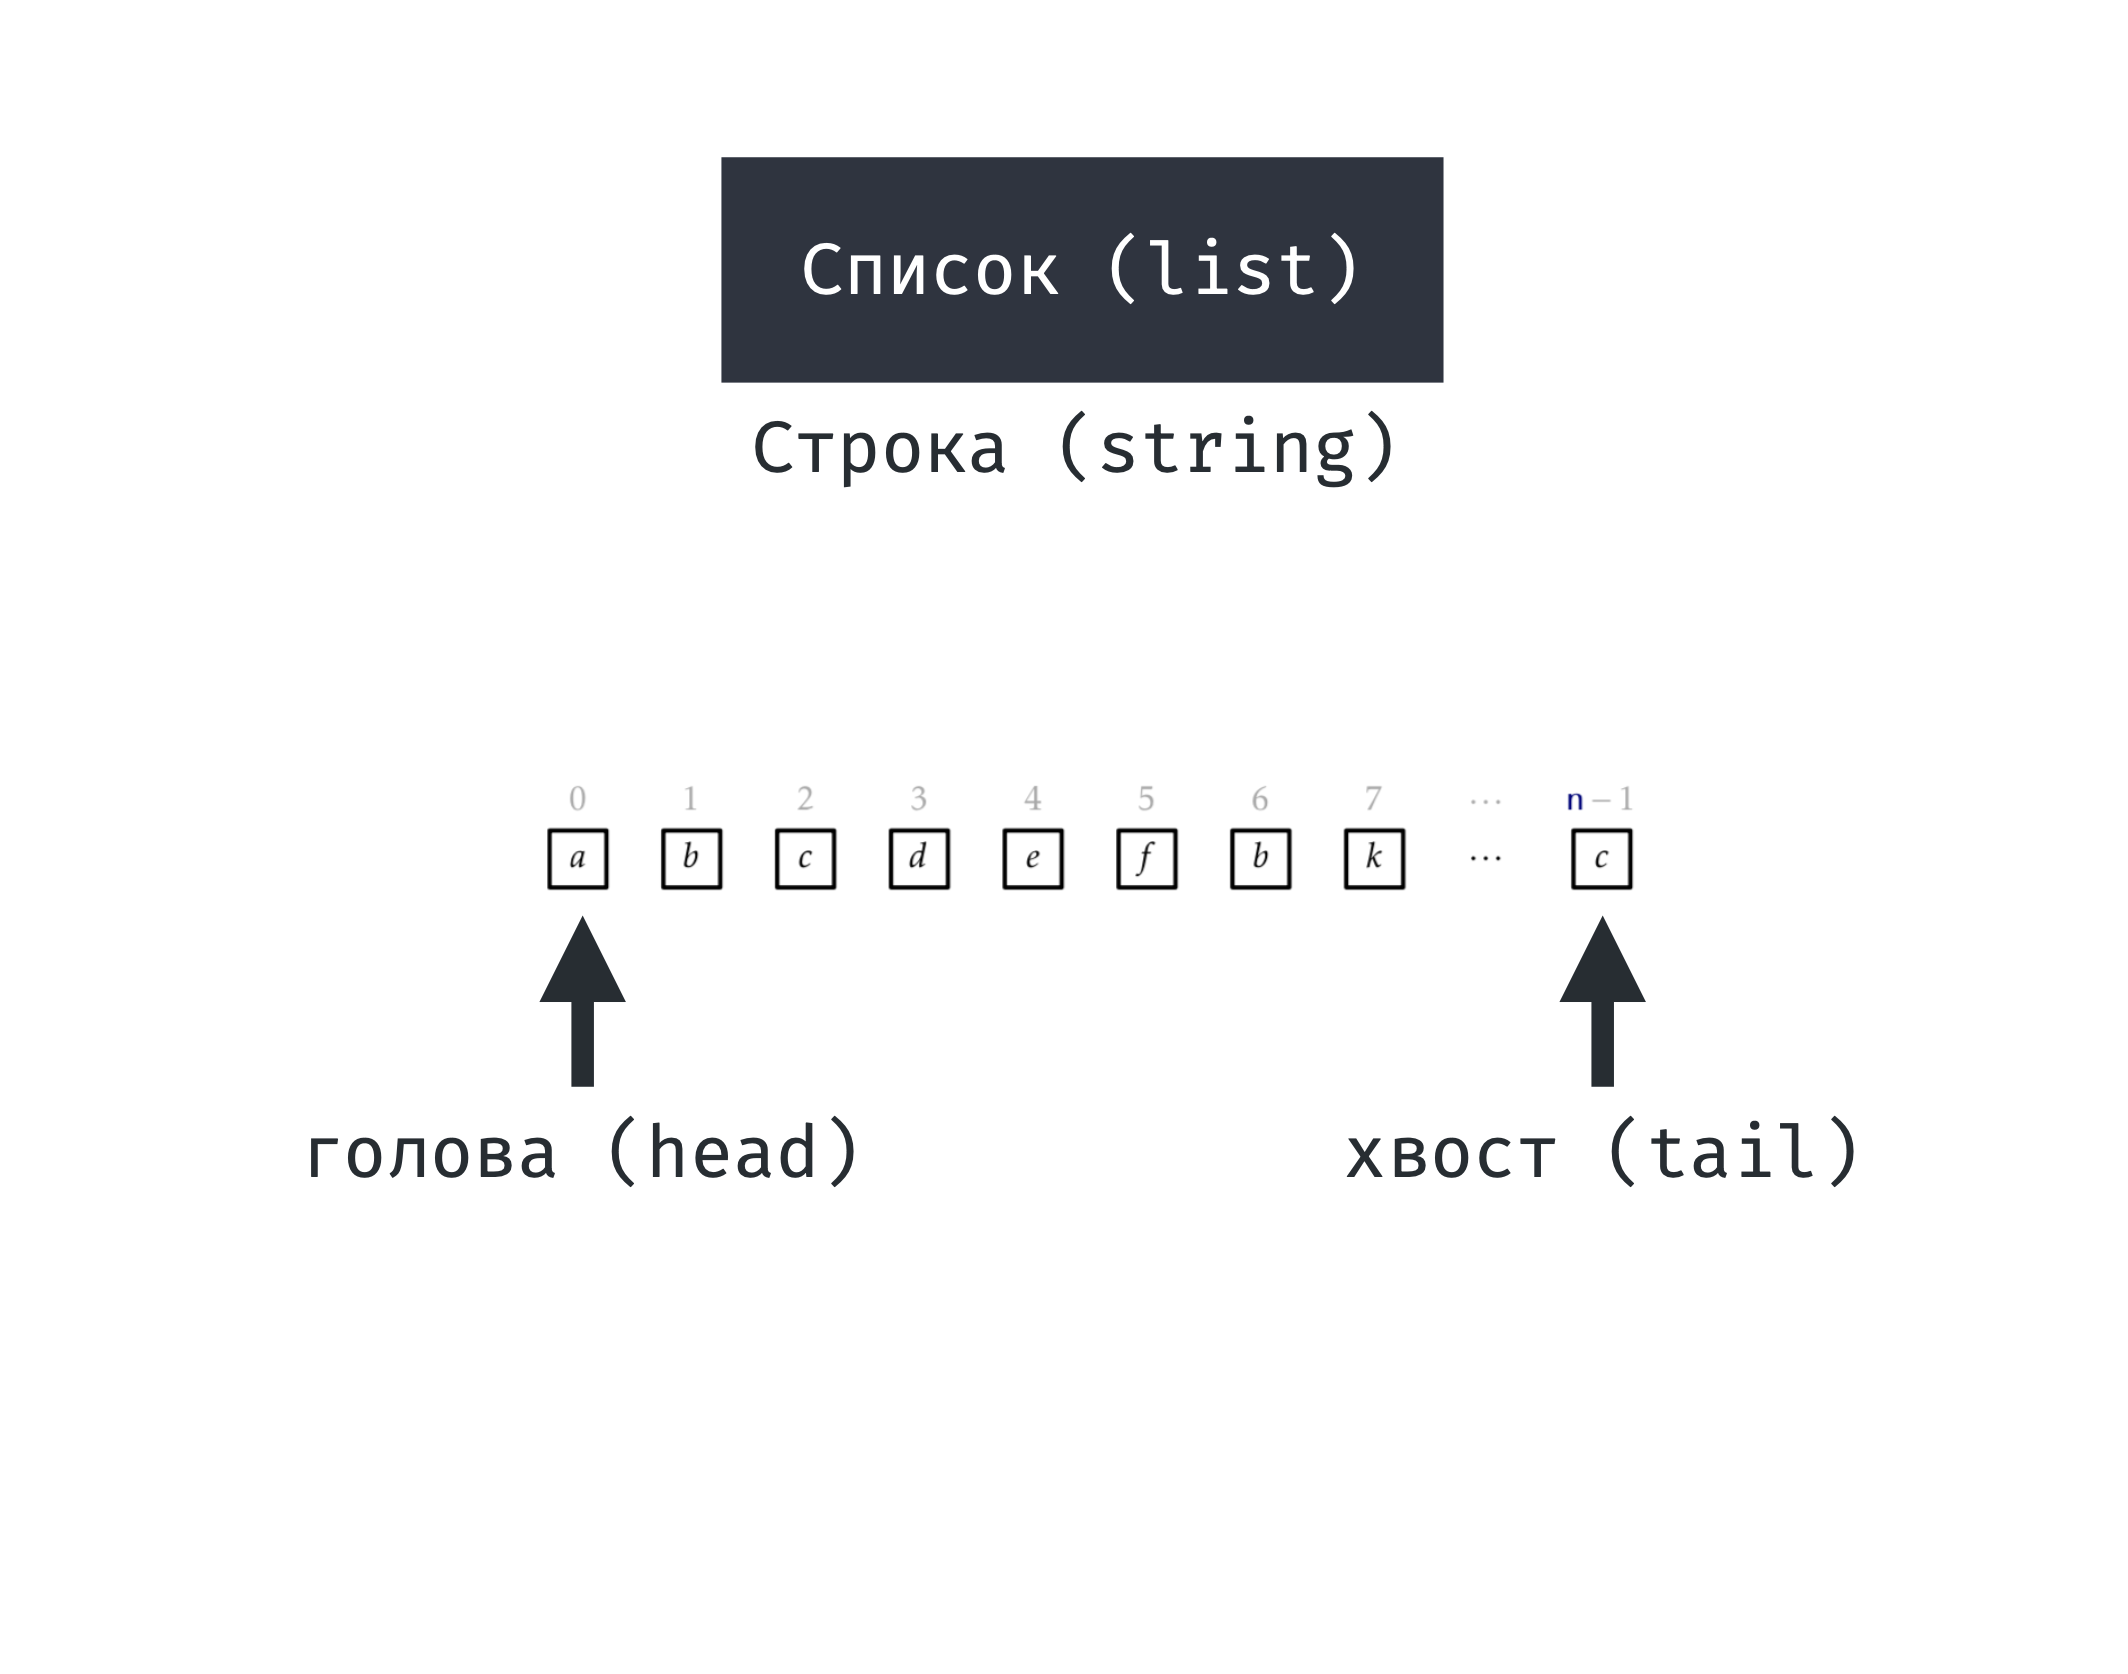 Список (list)
Строка (string)
0 1 2 3 4 5 6 7 ... n – 1
a b c d e f b k ... c
голова (head) хвост (tail)